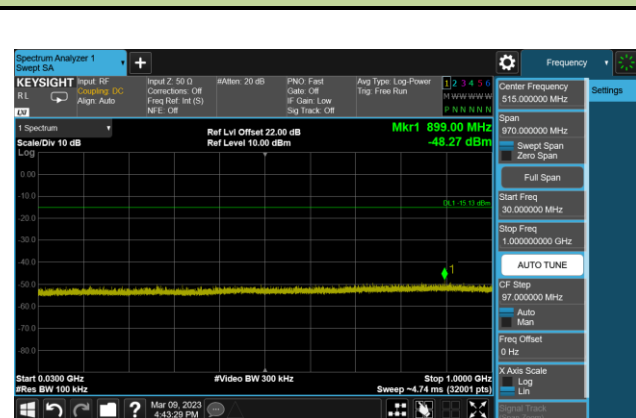 Spectrum Analyzer 1
Swept SA
Frequency
KEYSIGHT
RL
LXI
Input: RF
Coupling: DC
Align: Auto
Input Z: 50 Ω
Corrections: Off
Freq Ref: Int (S)
NFE: Off
#Atten: 20 dB
PNO: Fast
Gate: Off
IF Gain: Low
Sig Track: Off
Avg Type: Log-Power
Trig: Free Run
1 2 3 4 5 6
M W W W W W
P N N N N N
Center Frequency
515.000000 MHz
Settings
1 Spectrum
Scale/Div 10 dB
Log
Ref Lvl Offset 22.00 dB
Ref Level 10.00 dBm
Mkr1 899.00 MHz
-48.27 dBm
Span
970.000000 MHz
Swept Span
Zero Span
Full Span
Start Freq
30.000000 MHz
Stop Freq
1.000000000 GHz
AUTO TUNE
CF Step
97.000000 MHz
Auto
Man
Freq Offset
0 Hz
X Axis Scale
Log
Lin
Signal Track
0.00
-10.0
DL1 -15.13 dBm
-20.0
-30.0
-40.0
1
-50.0
-60.0
-70.0
-80.0
Start 0.0300 GHz
#Res BW 100 kHz
#Video BW 300 kHz
Stop 1.0000 GHz
Sweep ~4.74 ms (32001 pts)
?
Mar 09, 2023
4:43:29 PM